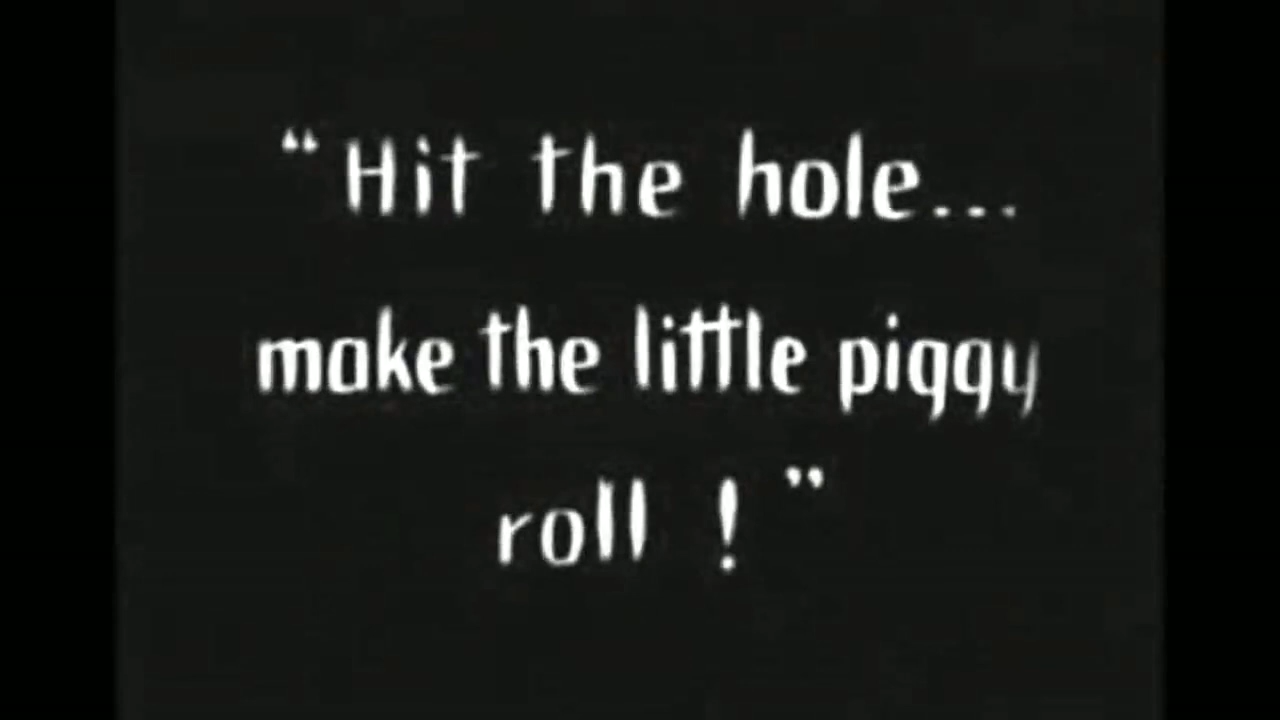 “Hit the hole...
make the little piggy
roll !”